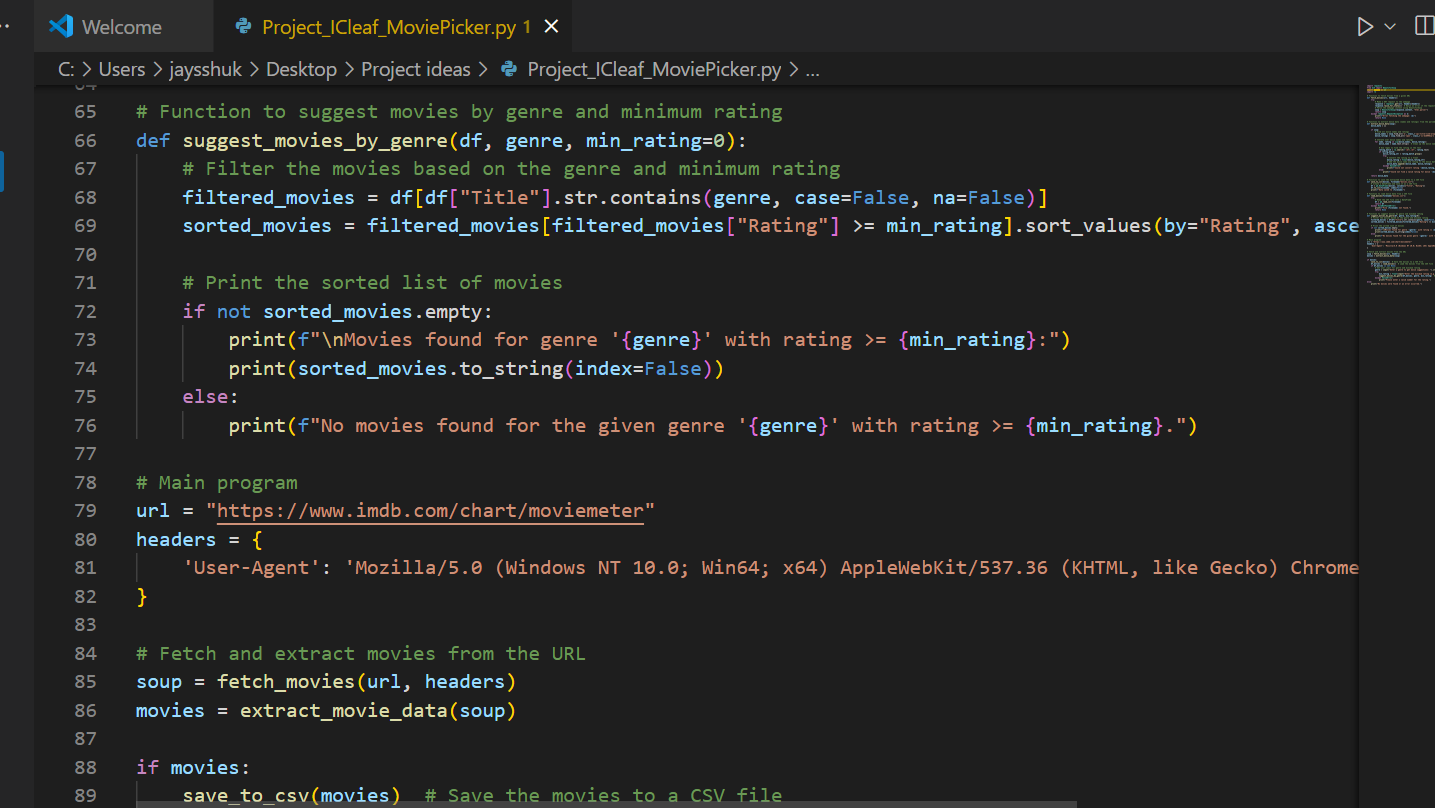 Welcome
Project_ICleaf_MoviePicker.py 1
C: > Users > jaysshuk > Desktop > Project ideas > Project_ICleaf_MoviePicker.py > ...
64
65 # Function to suggest movies by genre and minimum rating
66 def suggest_movies_by_genre(df, genre, min_rating=0):
67     # Filter the movies based on the genre and minimum rating
68     filtered_movies = df[df["Title"].str.contains(genre, case=False, na=False)]
69     sorted_movies = filtered_movies[filtered_movies["Rating"] >= min_rating].sort_values(by="Rating", asce
70
71     # Print the sorted list of movies
72     if not sorted_movies.empty:
73         print(f"\nMovies found for genre '{genre}' with rating >= {min_rating}:")
74         print(sorted_movies.to_string(index=False))
75     else:
76         print(f"No movies found for the given genre '{genre}' with rating >= {min_rating}.")
77
78 # Main program
79 url = "https://www.imdb.com/chart/moviemeter"
80 headers = {
81     'User-Agent': 'Mozilla/5.0 (Windows NT 10.0; Win64; x64) AppleWebKit/537.36 (KHTML, like Gecko) Chrome
82 }
83
84 # Fetch and extract movies from the URL
85 soup = fetch_movies(url, headers)
86 movies = extract_movie_data(soup)
87
88 if movies:
89     save_to_csv(movies)  # Save the movies to a CSV file